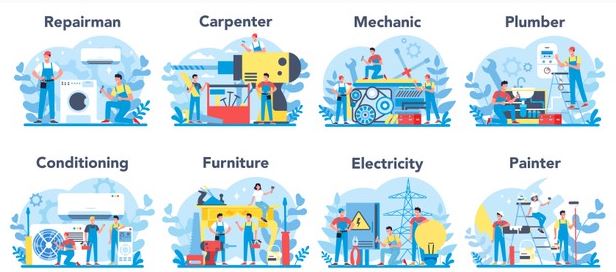 Repairman
Carpenter
Mechanic
Plumber
Conditioning
Furniture
Electricity
Painter